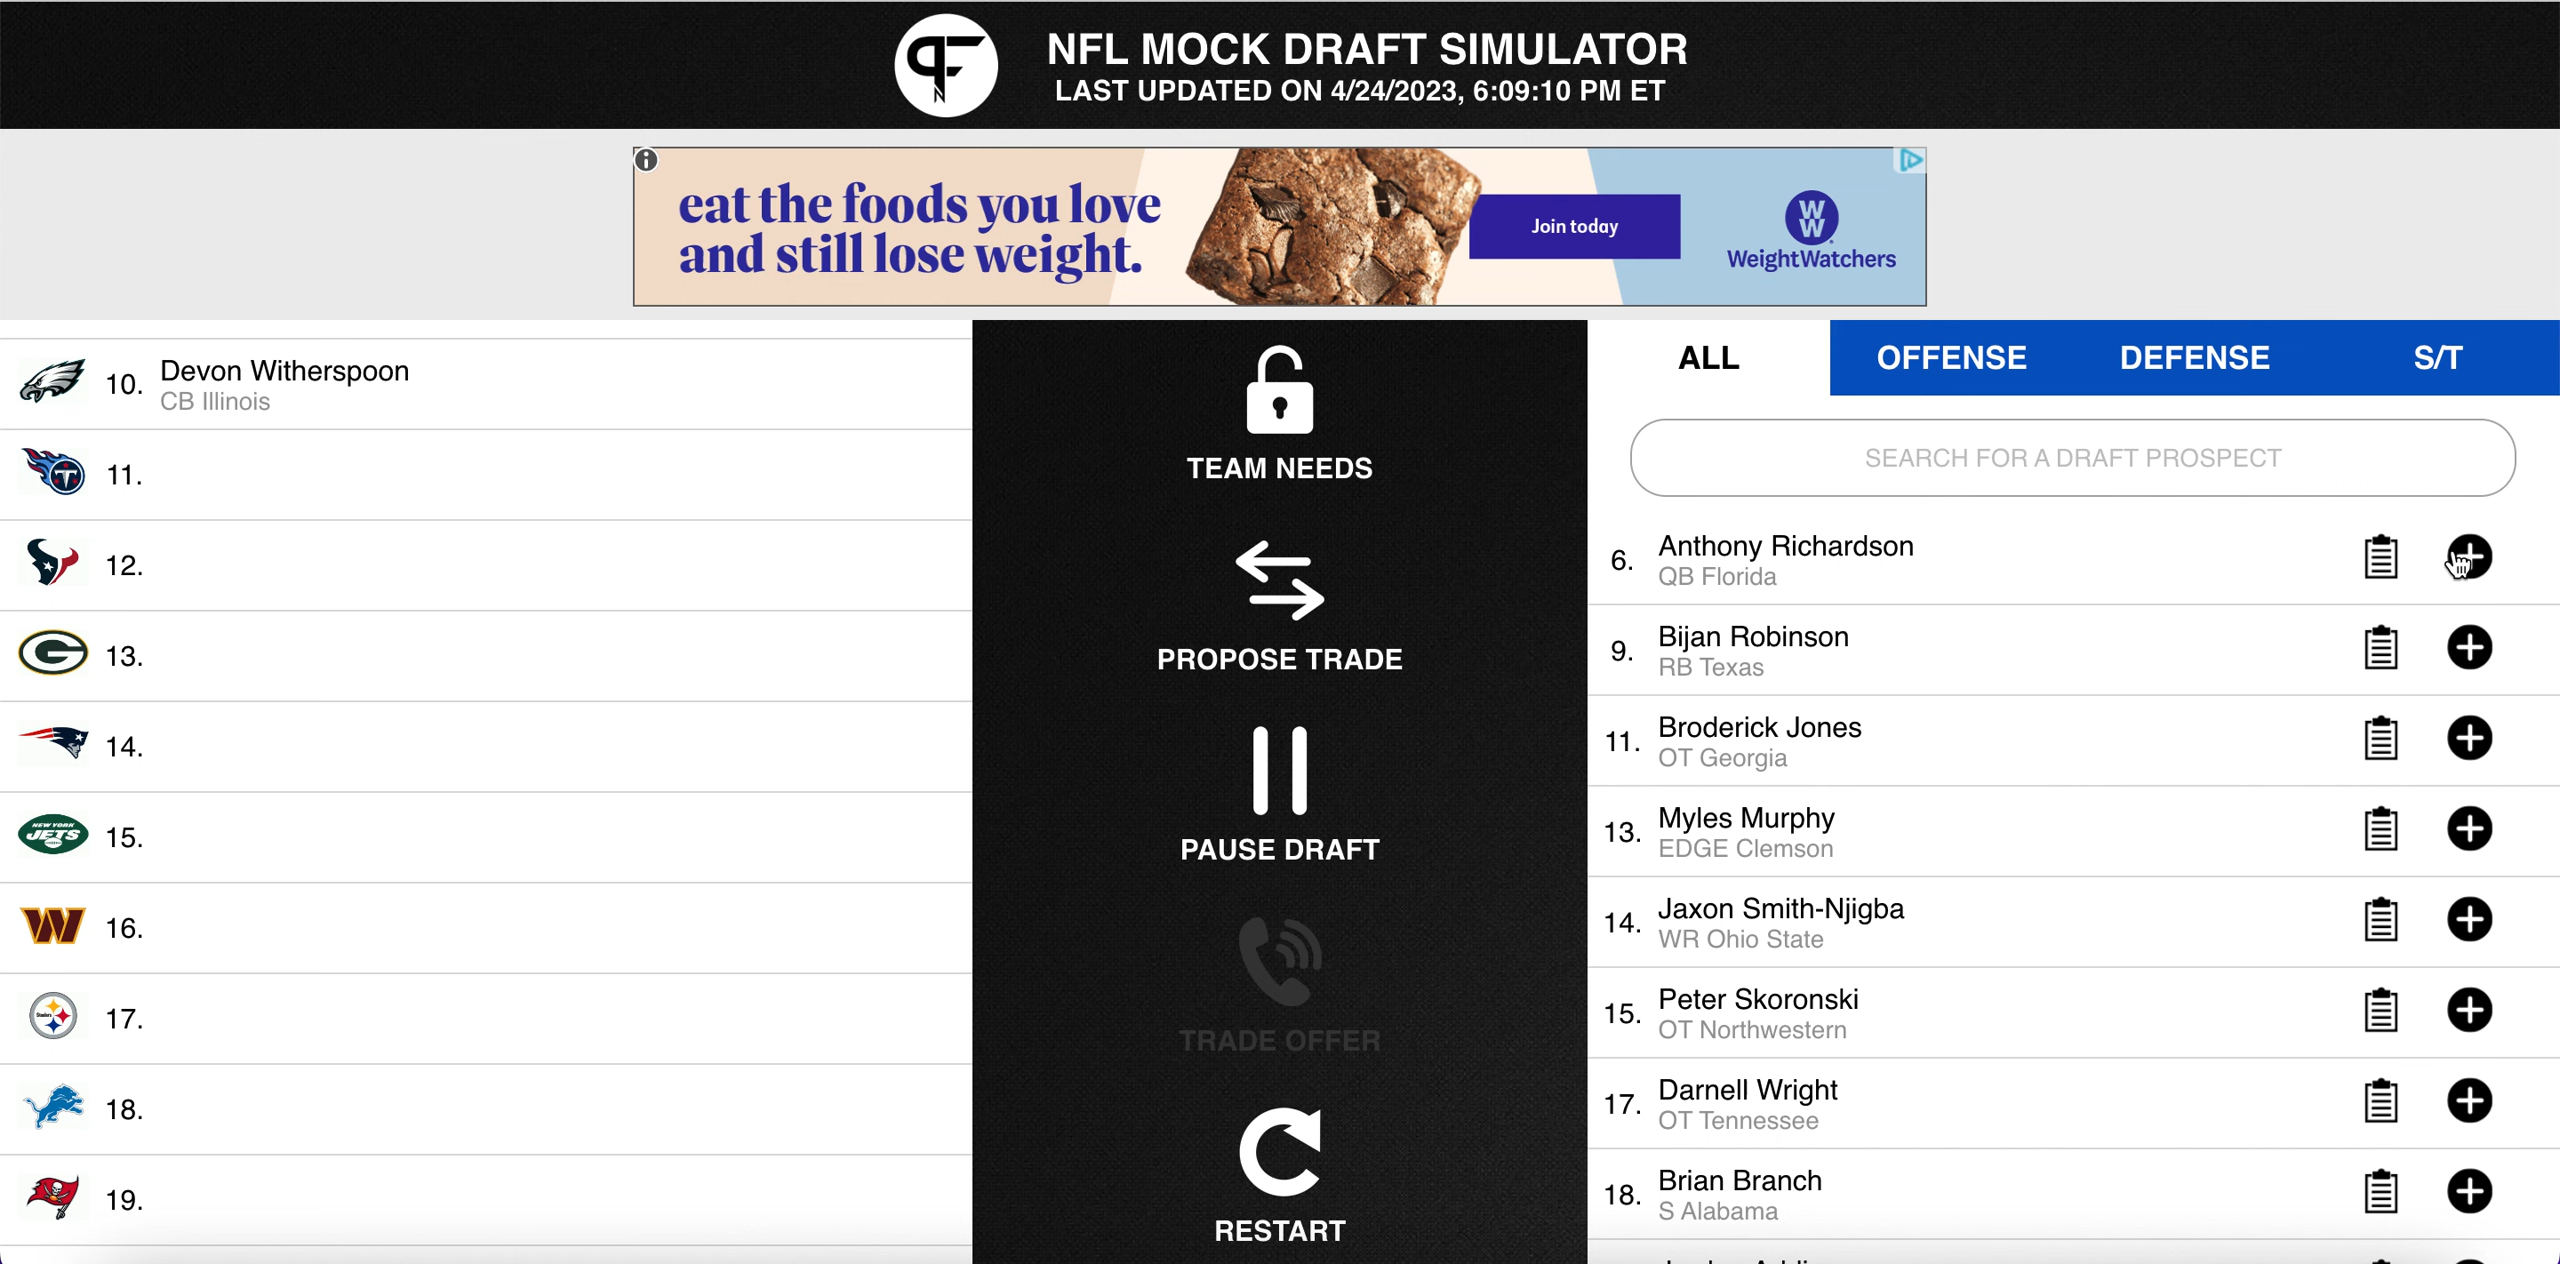 NFL MOCK DRAFT SIMULATOR
LAST UPDATED ON 4/24/2023, 6:09:10 PM ET
eat the foods you love
and still lose weight.
Join today
W
W
WeightWatchers
10. Devon Witherspoon
CB Illinois
11.
12.
13.
14.
NEW YORK
JETS
15.
16.
Steelers
17.
18.
19.
TEAM NEEDS
PROPOSE TRADE
PAUSE DRAFT
TRADE OFFER
RESTART
ALL OFFENSE DEFENSE S/T
SEARCH FOR A DRAFT PROSPECT
6. Anthony Richardson
QB Florida
9. Bijan Robinson
RB Texas
11. Broderick Jones
OT Georgia
13. Myles Murphy
EDGE Clemson
14. Jaxon Smith-Njigba
WR Ohio State
15. Peter Skoronski
OT Northwestern
17. Darnell Wright
OT Tennessee
18. Brian Branch
S Alabama